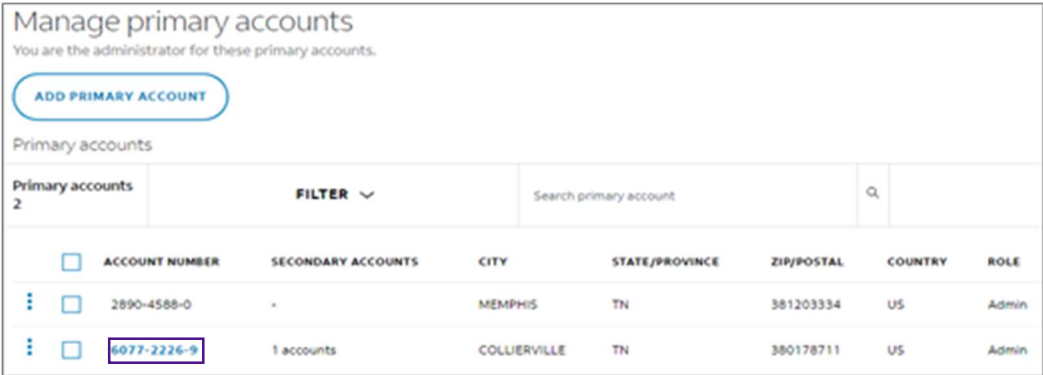 Manage primary accounts
You are the administrator for these primary accounts.
ADD PRIMARY ACCOUNT
Primary accounts
Primary accounts
2
FILTER
Search primary account
ACCOUNT NUMBER SECONDARY ACCOUNTS CITY STATE/PROVINCE ZIP/POSTAL COUNTRY ROLE
2890-4588-0 - MEMPHIS TN 381203334 US Admin
6077-2226-9 1 accounts COLLIERVILLE TN 380178711 US Admin